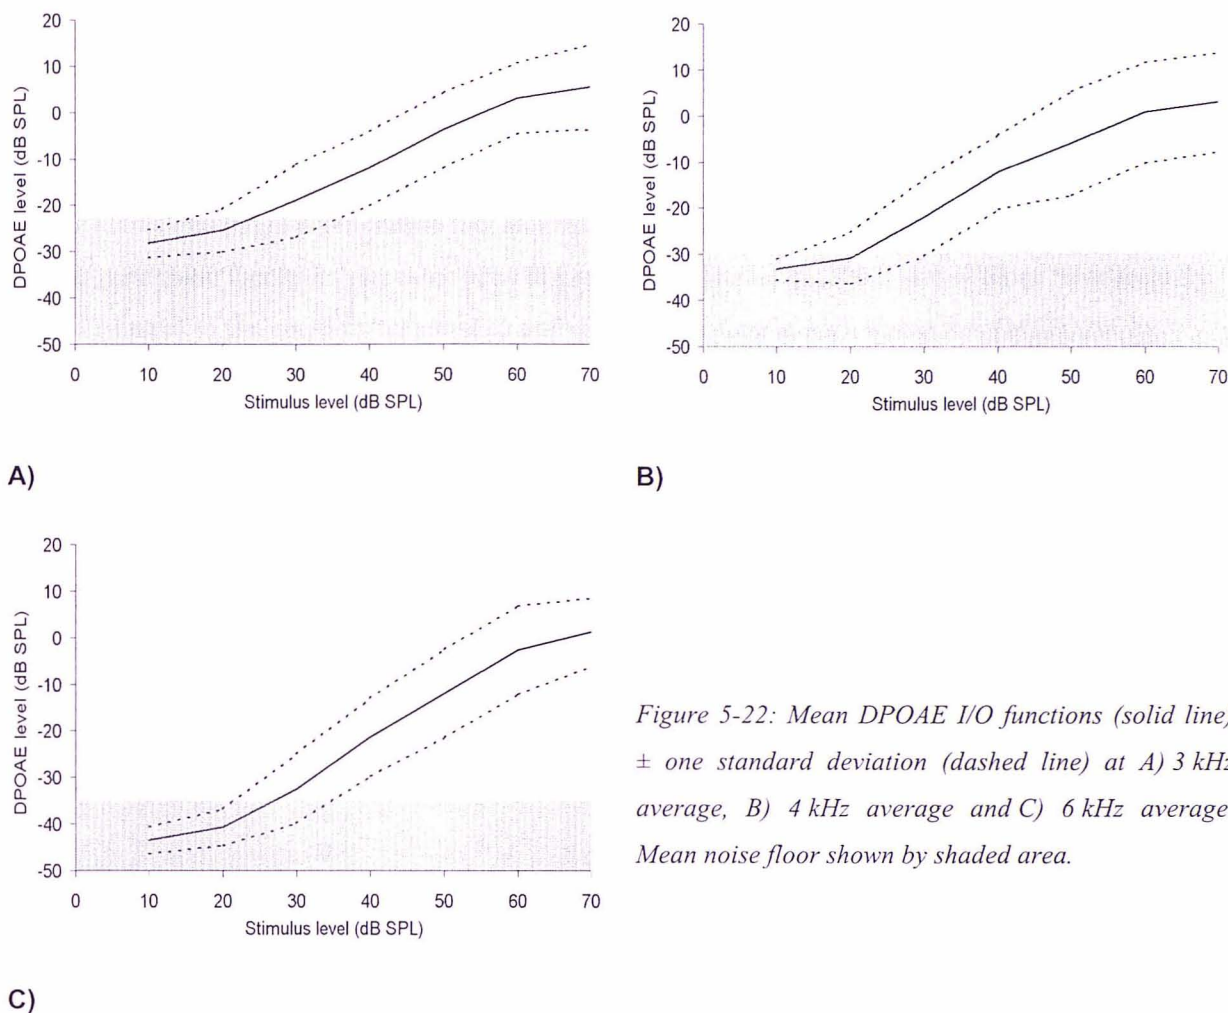 20
10
0
-10
-20
-30
-40
-50
DPOAE level (dB SPL)
0 10 20 30 40 50 60 70
Stimulus level (dB SPL)
A)
20
10
0
-10
-20
-30
-40
-50
DPOAE level (dB SPL)
0 10 20 30 40 50 60 70
Stimulus level (dB SPL)
B)
20
10
0
-10
-20
-30
-40
-50
DPOAE level (dB SPL)
0 10 20 30 40 50 60 70
Stimulus level (dB SPL)
C)
Figure 5-22: Mean DPOAE I/O functions (solid line)
± one standard deviation (dashed line) at A) 3 kHz
average, B) 4 kHz average and C) 6 kHz average
Mean noise floor shown by shaded area.